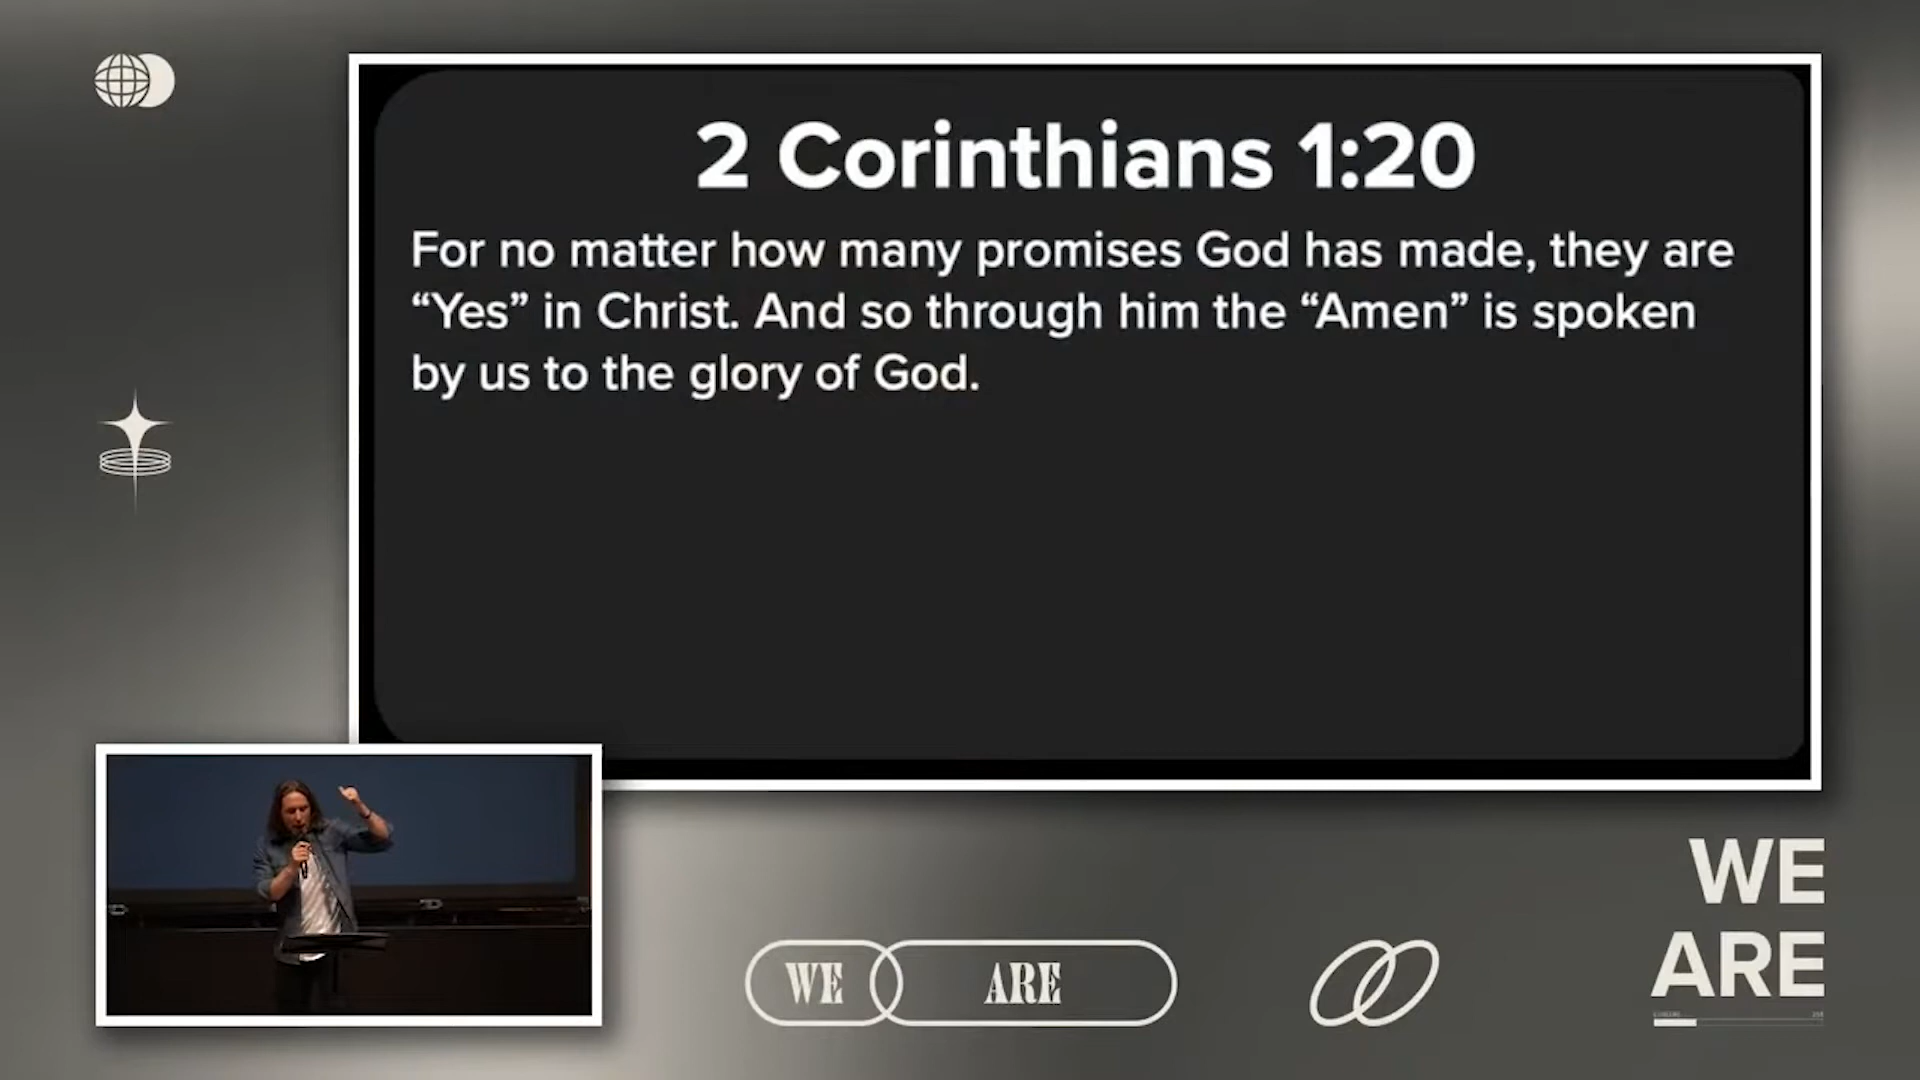 2 Corinthians 1:20
For no matter how many promises God has made, they are
“Yes” in Christ. And so through him the “Amen” is spoken
by us to the glory of God.
WE ARE
WE
ARE